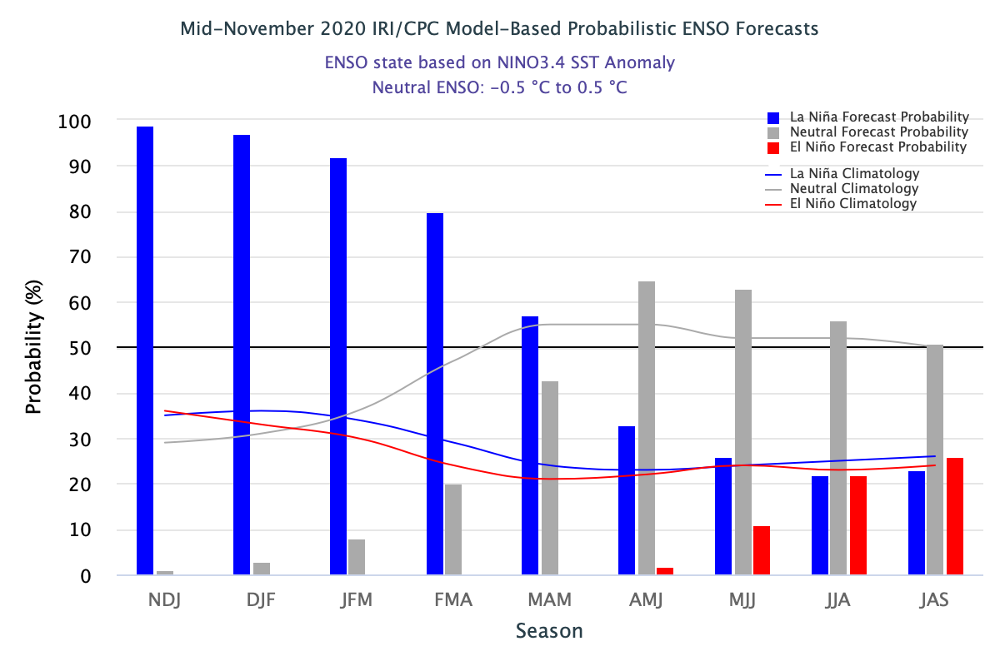 Mid-November 2020 IRI/CPC Model-Based Probabilistic ENSO Forecasts
ENSO state based on NINO3.4 SST Anomaly
Neutral ENSO: -0.5 °C to 0.5 °C
La Niña Forecast Probability
Neutral Forecast Probability
El Niño Forecast Probability
La Niña Climatology
Neutral Climatology
El Niño Climatology
Probability (%)
100
90
80
70
60
50
40
30
20
10
0
NDJ DJF JFM FMA MAM AMJ MJJ JJA JAS
Season